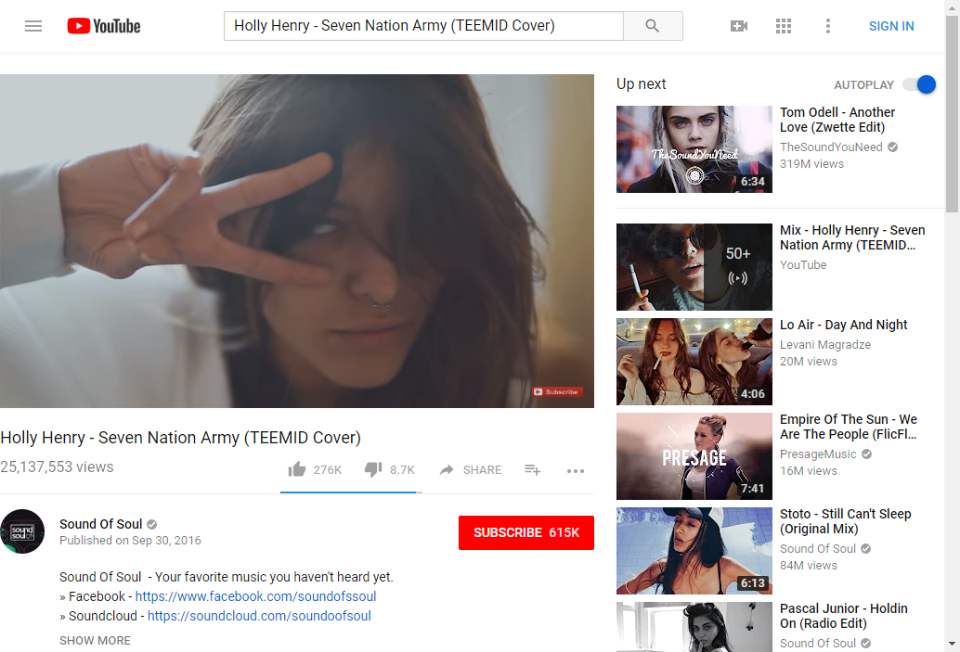 YouTube
Holly Henry - Seven Nation Army (TEEMID Cover)
SIGN IN
Subscribe
Holly Henry - Seven Nation Army (TEEMID Cover)
25,137,553 views
276K
8.7K
SHARE
sound
of
soul
Sound Of Soul
Published on Sep 30, 2016
SUBSCRIBE 615K
Sound Of Soul - Your favorite music you haven't heard yet.
» Facebook - https://www.facebook.com/soundofssoul
» Soundcloud - https://soundcloud.com/soundoofsoul
SHOW MORE
Up next
AUTOPLAY
TheSoundYouNeed
6:34
Tom Odell - Another
Love (Zwette Edit)
TheSoundYouNeed
319M views
50+
Mix - Holly Henry - Seven
Nation Army (TEEMID...
YouTube
4:06
Lo Air - Day And Night
Levani Magradze
20M views
PRESAGE
7:41
Empire Of The Sun - We
Are The People (FlicFl...
PresageMusic
16M views
6:13
Stoto - Still Can't Sleep
(Original Mix)
Sound Of Soul
84M views
Pascal Junior - Holdin
On (Radio Edit)
Sound Of Soul